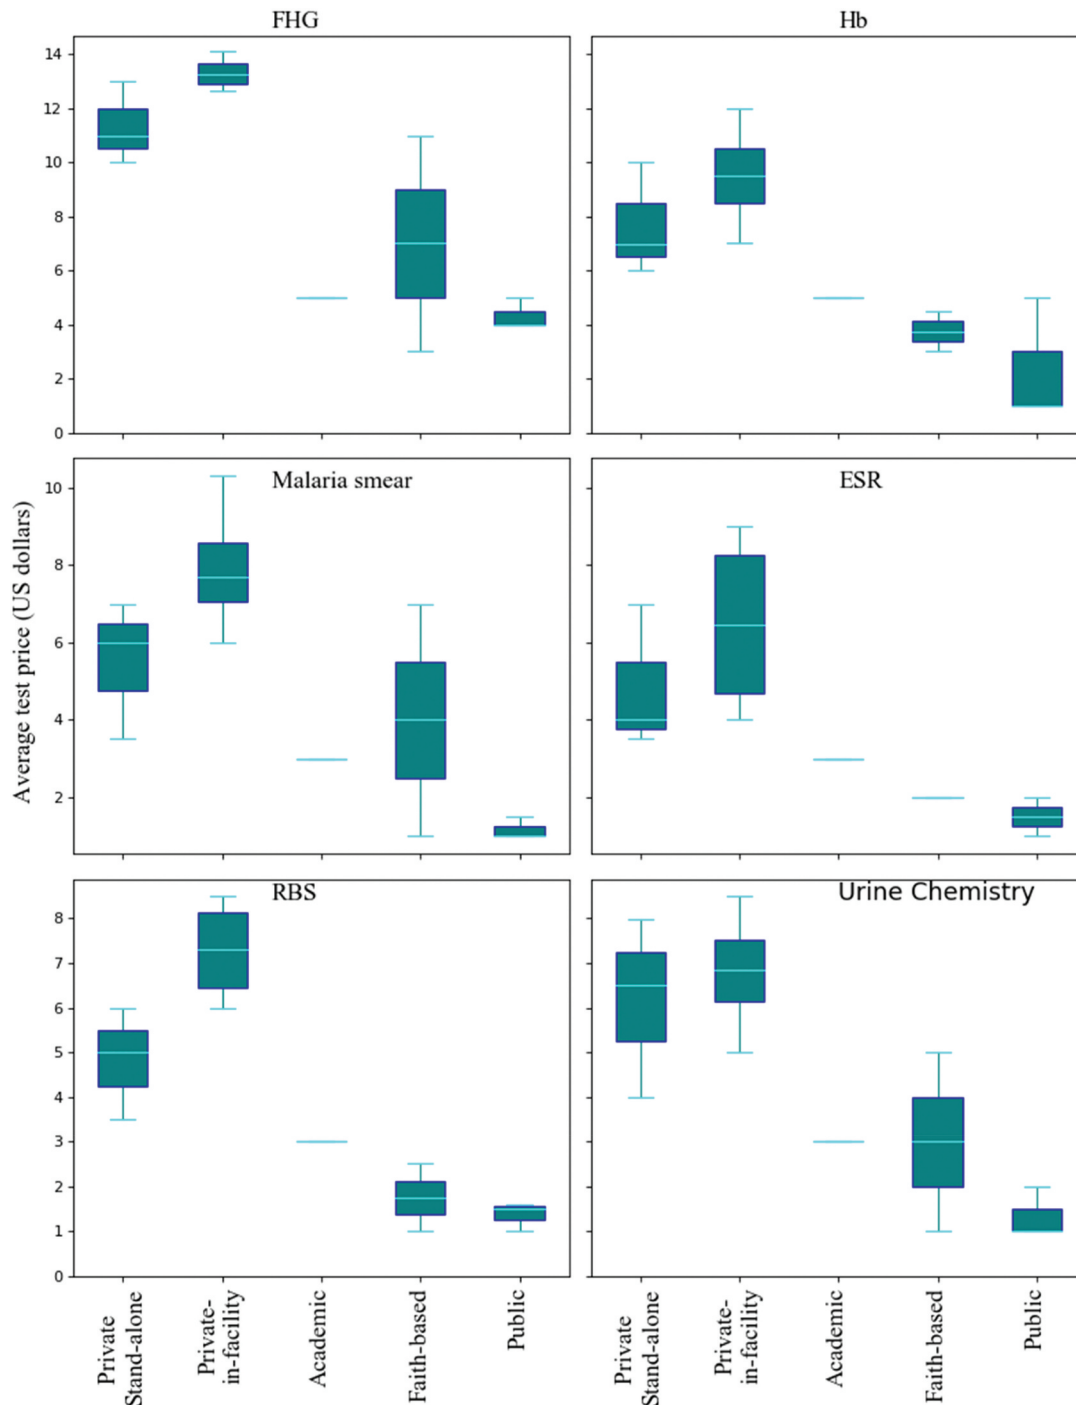 FHG
Hb
14
12
10
8
6
4
2
0
Average test price (US dollars)
Malaria smear
ESR
10
8
6
4
2
RBS
Urine Chemistry
8
7
6
5
4
3
2
1
0
Private
Stand-alone
Private-
in-facility
Academic
Faith-based
Public
Private
Stand-alone
Private-
in-facility
Academic
Faith-based
Public